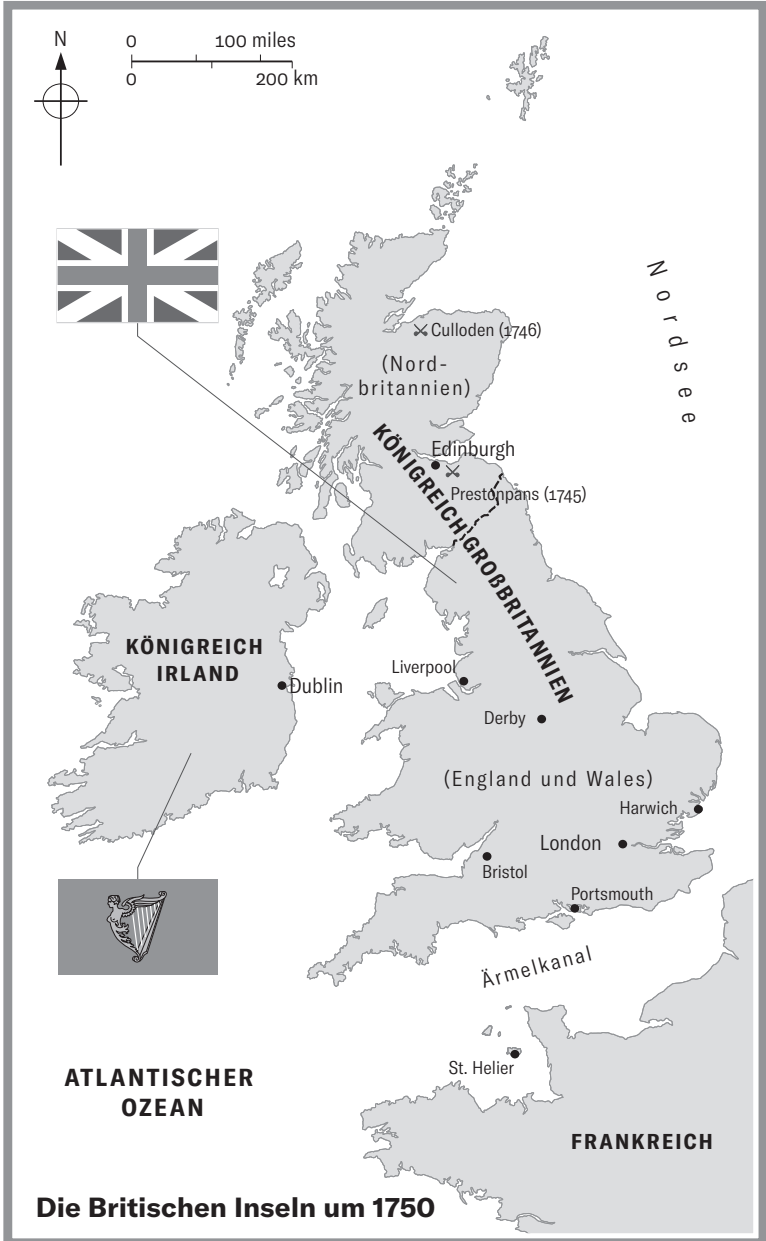 N
0 100 miles
0 200 km
Nordsee
Culloden (1746)
(Nord-
britannien)
Edinburgh
Prestonpans (1745)
KÖNIGREICH GROßBRITANNIEN
KÖNIGREICH
IRLAND
Dublin
Liverpool
Derby
(England und Wales)
Harwich
London
Bristol
Portsmouth
Ärmelkanal
St. Helier
ATLANTISCHER
OZEAN
FRANKREICH
Die Britischen Inseln um 1750